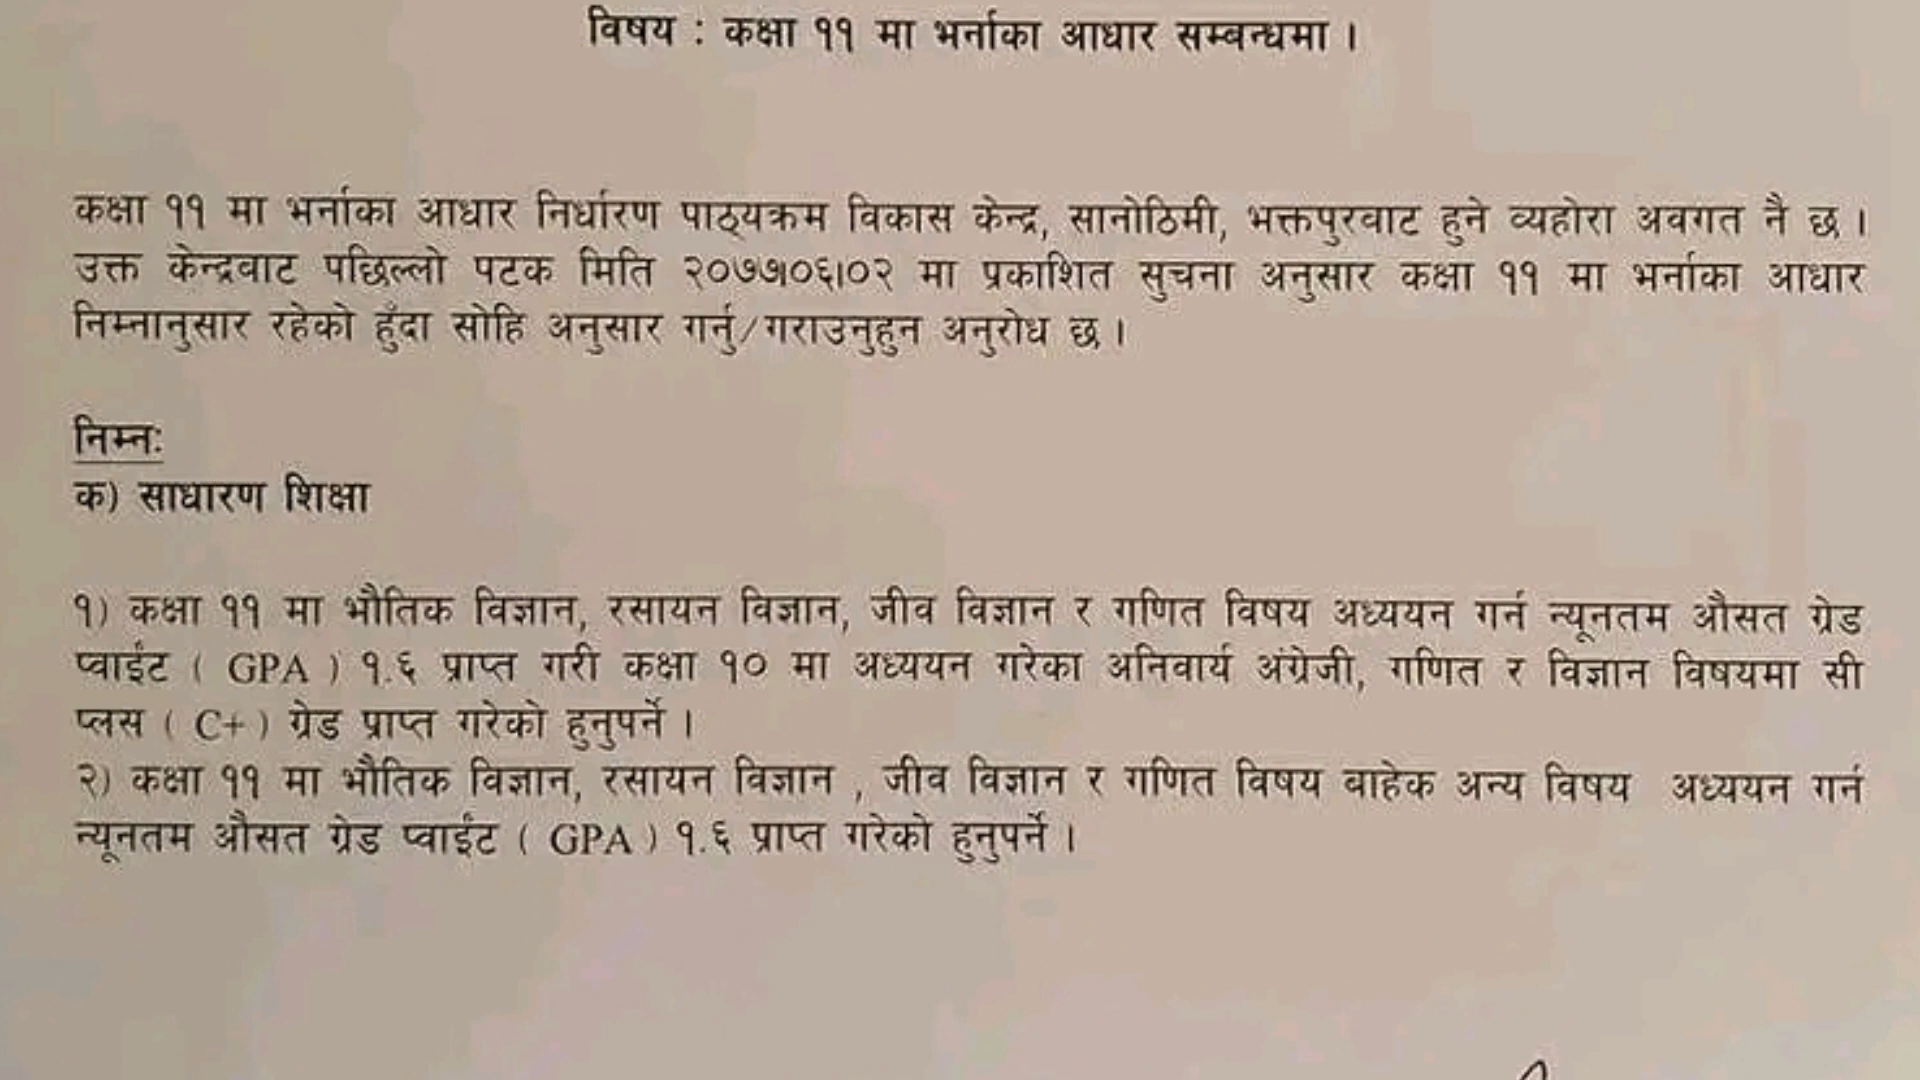 विषय : कक्षा ११ मा भर्नाका आधार सम्बन्धमा ।
कक्षा ११ मा भर्नाका आधार निर्धारण पाठ्यक्रम विकास केन्द्र, सानोठिमी, भक्तपुरवाट हुने व्यहोरा अवगत नै छ ।
उक्त केन्द्रवाट पछिल्लो पटक मिति २०७७।०६।०२ मा प्रकाशित सुचना अनुसार कक्षा ११ मा भर्नाका आधार
निम्नानुसार रहेको हुँदा सोहि अनुसार गर्नु/गराउनुहुन अनुरोध छ ।
निम्नः
क) साधारण शिक्षा
१) कक्षा ११ मा भौतिक विज्ञान, रसायन विज्ञान, जीव विज्ञान र गणित विषय अध्ययन गर्न न्यूनतम औसत ग्रेड
प्वाईंट ( GPA ) १.६ प्राप्त गरी कक्षा १० मा अध्ययन गरेका अनिवार्य अंग्रेजी, गणित र विज्ञान विषयमा सी
प्लस ( C+ ) ग्रेड प्राप्त गरेको हुनुपर्ने ।
२) कक्षा ११ मा भौतिक विज्ञान, रसायन विज्ञान , जीव विज्ञान र गणित विषय बाहेक अन्य विषय अध्ययन गर्न
न्यूनतम औसत ग्रेड प्वाईंट ( GPA ) १.६ प्राप्त गरेको हुनुपर्ने ।